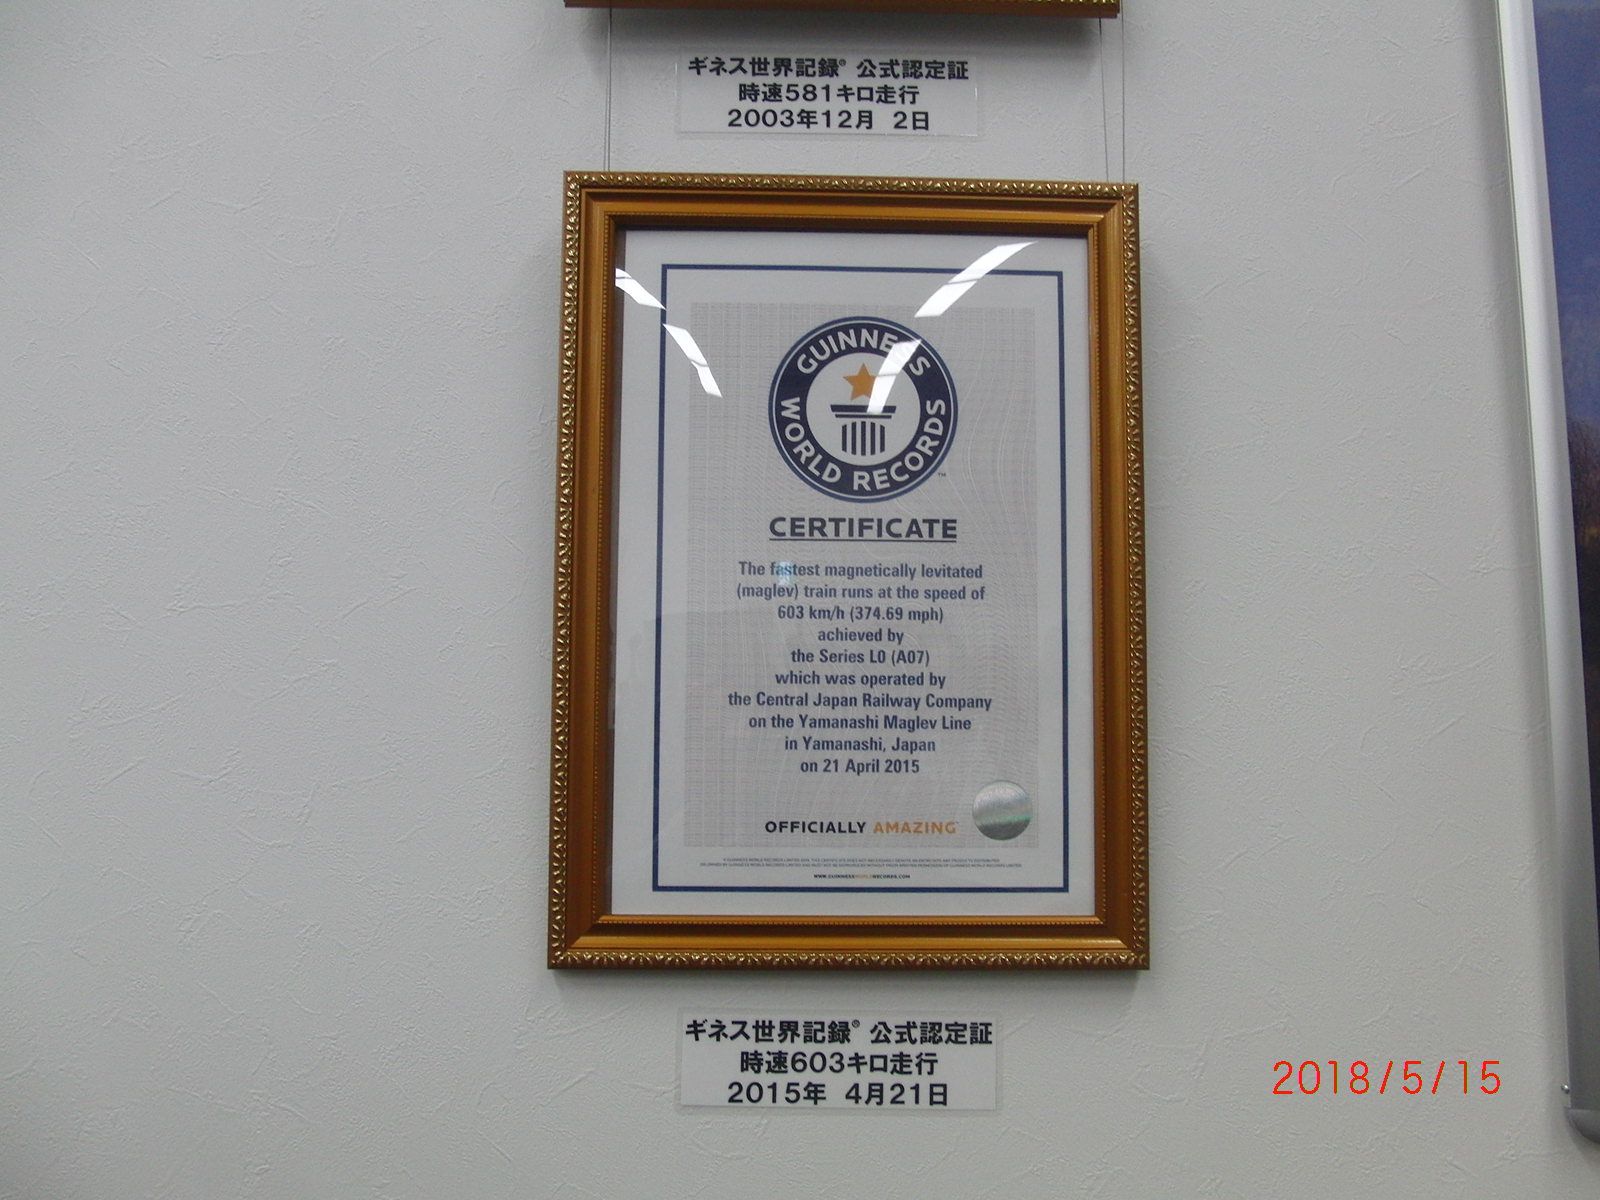 ギネス世界記録® 公式認定証
時速581キロ走行
2003年12月 2日
GUINNESS
WORLD RECORDS
™
CERTIFICATE
The fastest magnetically levitated
(maglev) train runs at the speed of
603 km/h (374.69 mph)
achieved by
the Series L0 (A07)
which was operated by
the Central Japan Railway Company
on the Yamanashi Maglev Line
in Yamanashi, Japan
on 21 April 2015
OFFICIALLY AMAZING
WWW.GUINNESSWORLDRECORDS.COM
ギネス世界記録® 公式認定証
時速603キロ走行
2015年 4月21日
2018/5/15